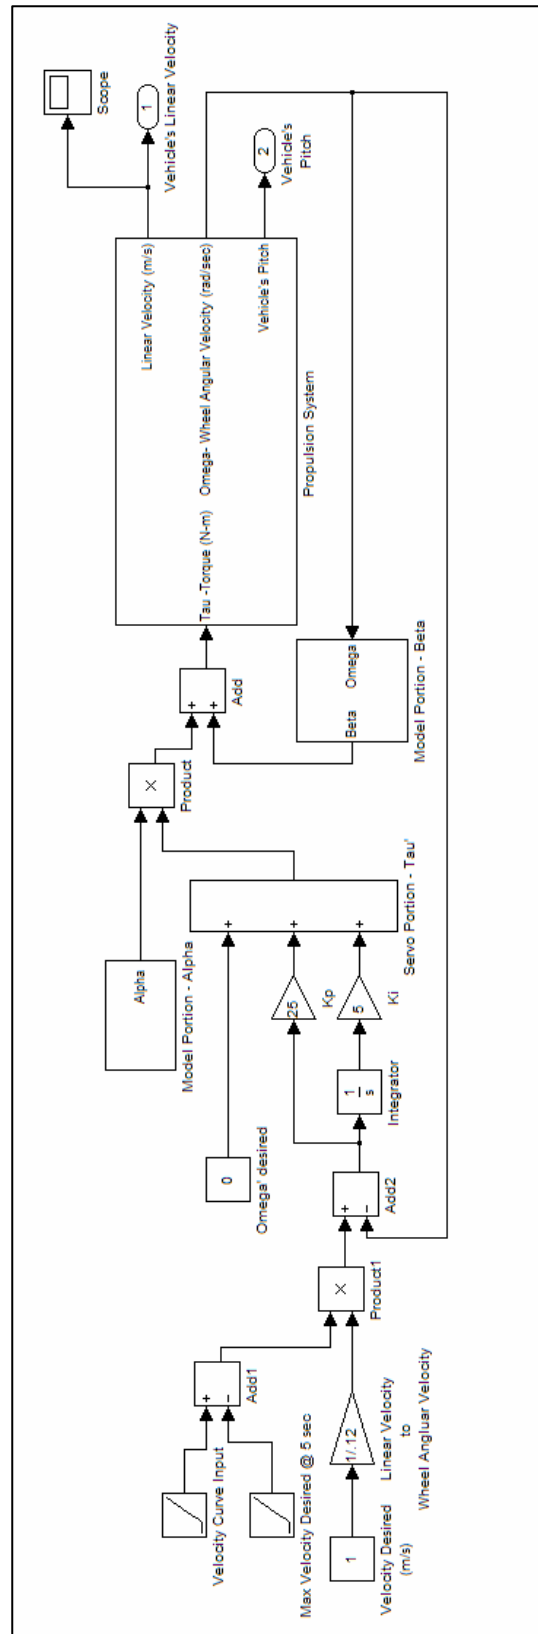 Velocity Curve Input
Max Velocity Desired @ 5 sec
1
Velocity Desired
(m/s)
+
-
Add1
1/.12
Linear Velocity
to
Wheel Angluar Velocity
×
Product1
+
-
Add2
0
Omega' desired
1
s
Integrator
25
Kp
5
Ki
+
+
+
Servo Portion - Tau'
Alpha
Model Portion - Alpha
×
Product
+
+
Add
Beta Omega
Model Portion - Beta
Linear Velocity (m/s)
Tau -Torque (N-m) Omega- Wheel Angular Velocity (rad/sec)
Vehicle's Pitch
Propulsion System
Scope
1
Vehicle's Linear Velocity
2
Vehicle's
Pitch